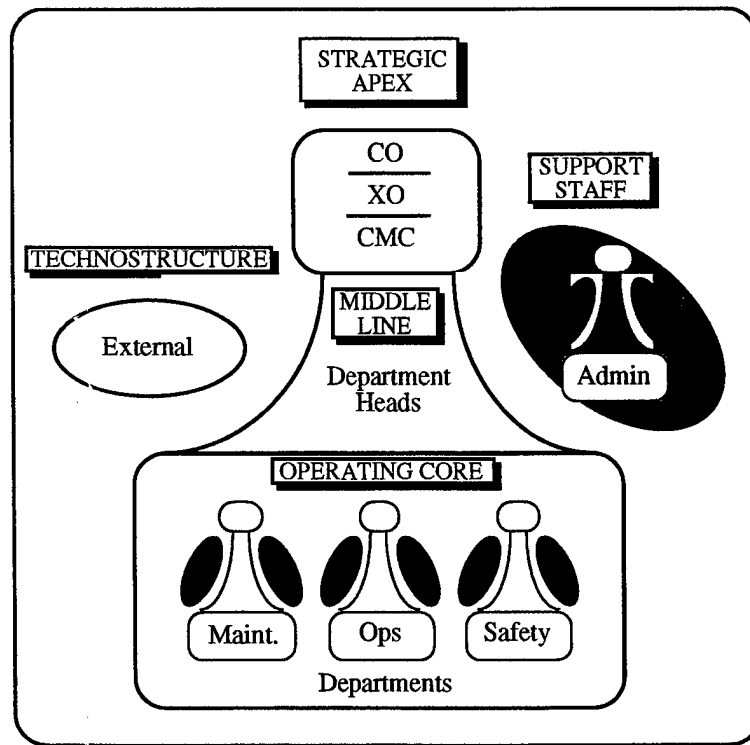 STRATEGIC
APEX
CO
XO
CMC
SUPPORT
STAFF
TECHNOSTRUCTURE
MIDDLE
LINE
External
Department
Heads
Admin
OPERATING CORE
Maint.
Ops
Safety
Departments